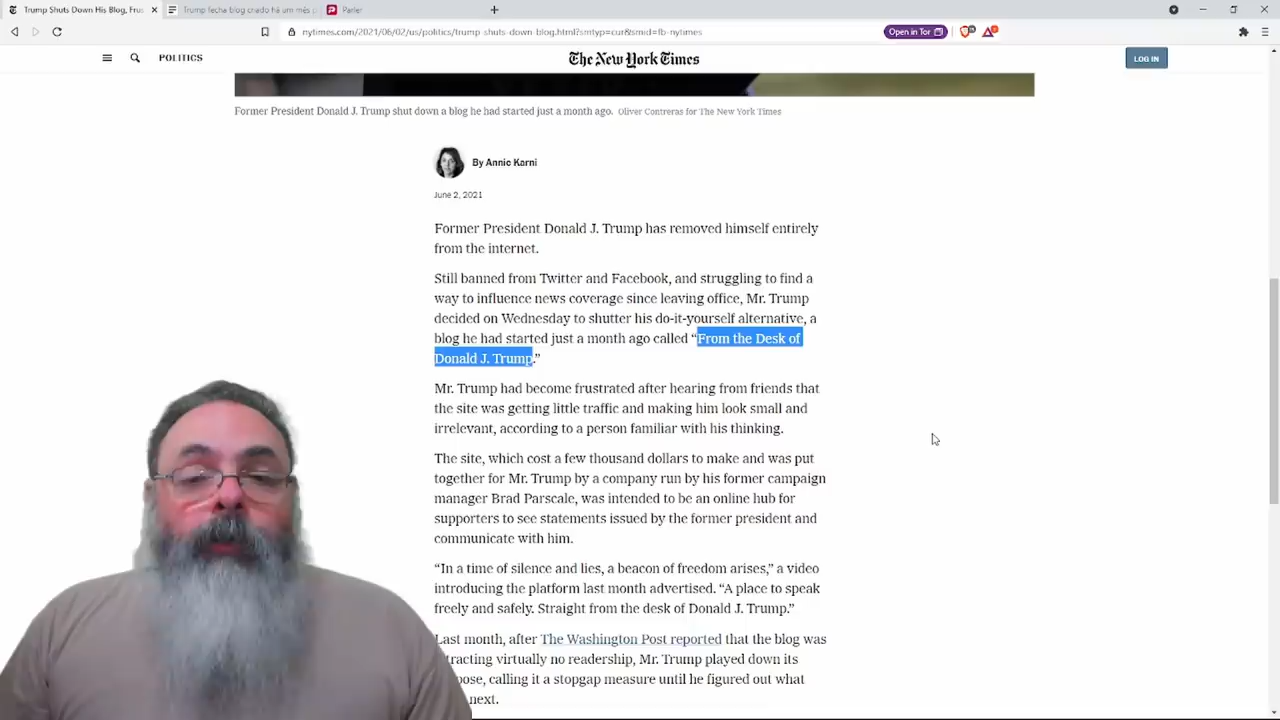 Trump Shuts Down His Blog, Frus
Trump fecha blog criado há um mês p
Parler
nytimes.com/2021/06/02/us/politics/trump-shuts-down-blog.html?smtyp=cur&smid=fb-nytimes
Open in Tor
POLITICS
The New York Times
LOG IN
Former President Donald J. Trump shut down a blog he had started just a month ago. Oliver Contreras for The New York Times
By Annie Karni
June 2, 2021
Former President Donald J. Trump has removed himself entirely
from the internet.
Still banned from Twitter and Facebook, and struggling to find a
way to influence news coverage since leaving office, Mr. Trump
decided on Wednesday to shutter his do-it-yourself alternative, a
blog he had started just a month ago called “From the Desk of
Donald J. Trump.”
Mr. Trump had become frustrated after hearing from friends that
the site was getting little traffic and making him look small and
irrelevant, according to a person familiar with his thinking.
The site, which cost a few thousand dollars to make and was put
together for Mr. Trump by a company run by his former campaign
manager Brad Parscale, was intended to be an online hub for
supporters to see statements issued by the former president and
communicate with him.
“In a time of silence and lies, a beacon of freedom arises,” a video
introducing the platform last month advertised. “A place to speak
freely and safely. Straight from the desk of Donald J. Trump.”
Last month, after The Washington Post reported that the blog was
tracting virtually no readership, Mr. Trump played down its
pose, calling it a stopgap measure until he figured out what
next.